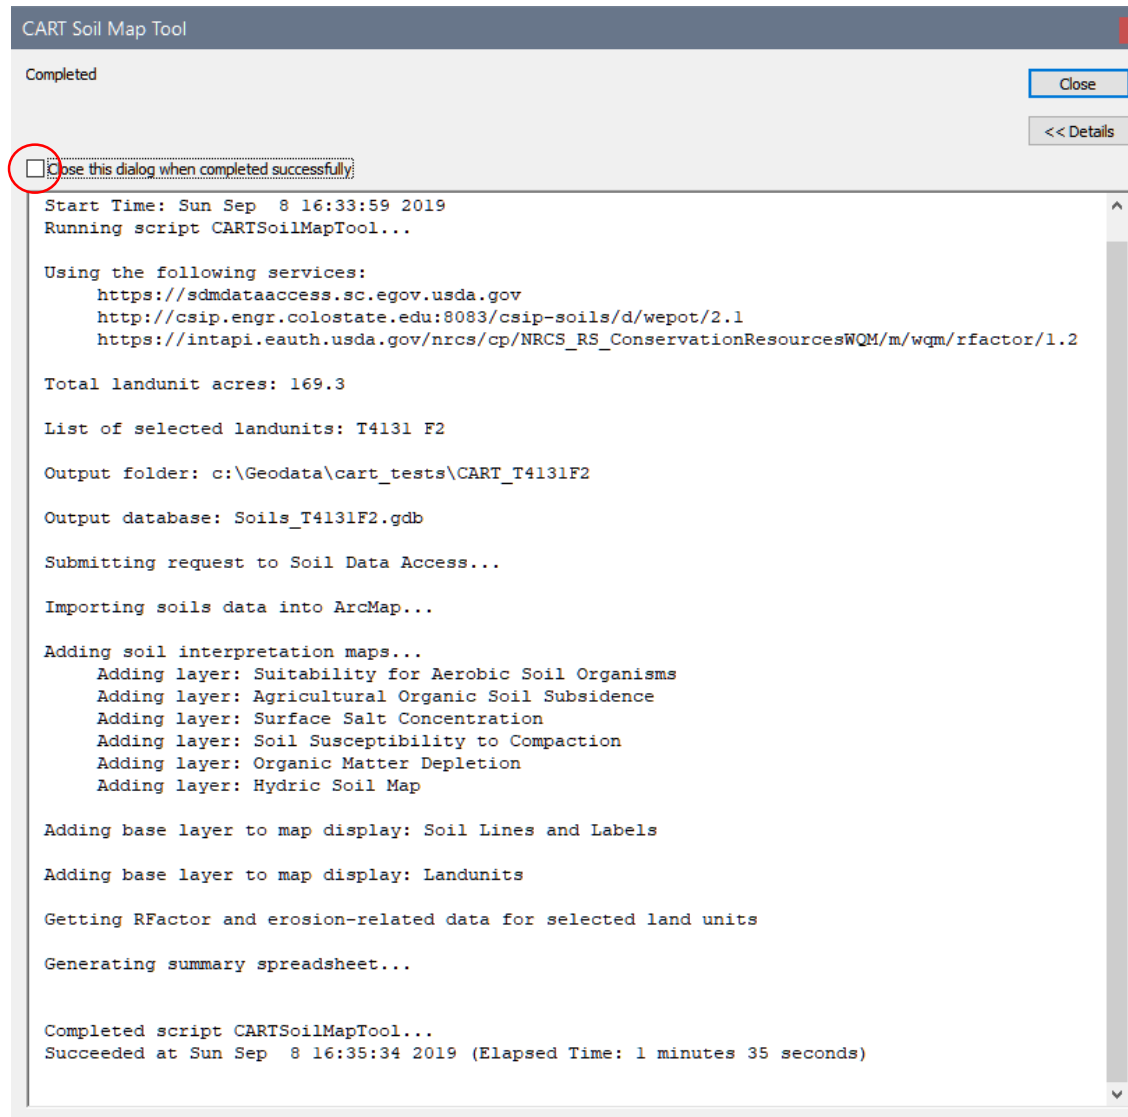 CART Soil Map Tool
Completed
Close
<< Details
Close this dialog when completed successfully
Start Time: Sun Sep  8 16:33:59 2019
Running script CARTSoilMapTool...
Using the following services:
https://sdmdataaccess.sc.egov.usda.gov
http://csip.engr.colostate.edu:8083/csip-soils/d/wepot/2.1
https://intapi.eauth.usda.gov/nrcs/cp/NRCS_RS_ConservationResourcesWQM/m/wqm/rfactor/1.2
Total landunit acres: 169.3
List of selected landunits: T4131 F2
Output folder: c:\Geodata\cart_tests\CART_T4131F2
Output database: Soils_T4131F2.gdb
Submitting request to Soil Data Access...
Importing soils data into ArcMap...
Adding soil interpretation maps...
Adding layer: Suitability for Aerobic Soil Organisms
Adding layer: Agricultural Organic Soil Subsidence
Adding layer: Surface Salt Concentration
Adding layer: Soil Susceptibility to Compaction
Adding layer: Organic Matter Depletion
Adding layer: Hydric Soil Map
Adding base layer to map display: Soil Lines and Labels
Adding base layer to map display: Landunits
Getting RFactor and erosion-related data for selected land units
Generating summary spreadsheet...
Completed script CARTSoilMapTool...
Succeeded at Sun Sep  8 16:35:34 2019 (Elapsed Time: 1 minutes 35 seconds)